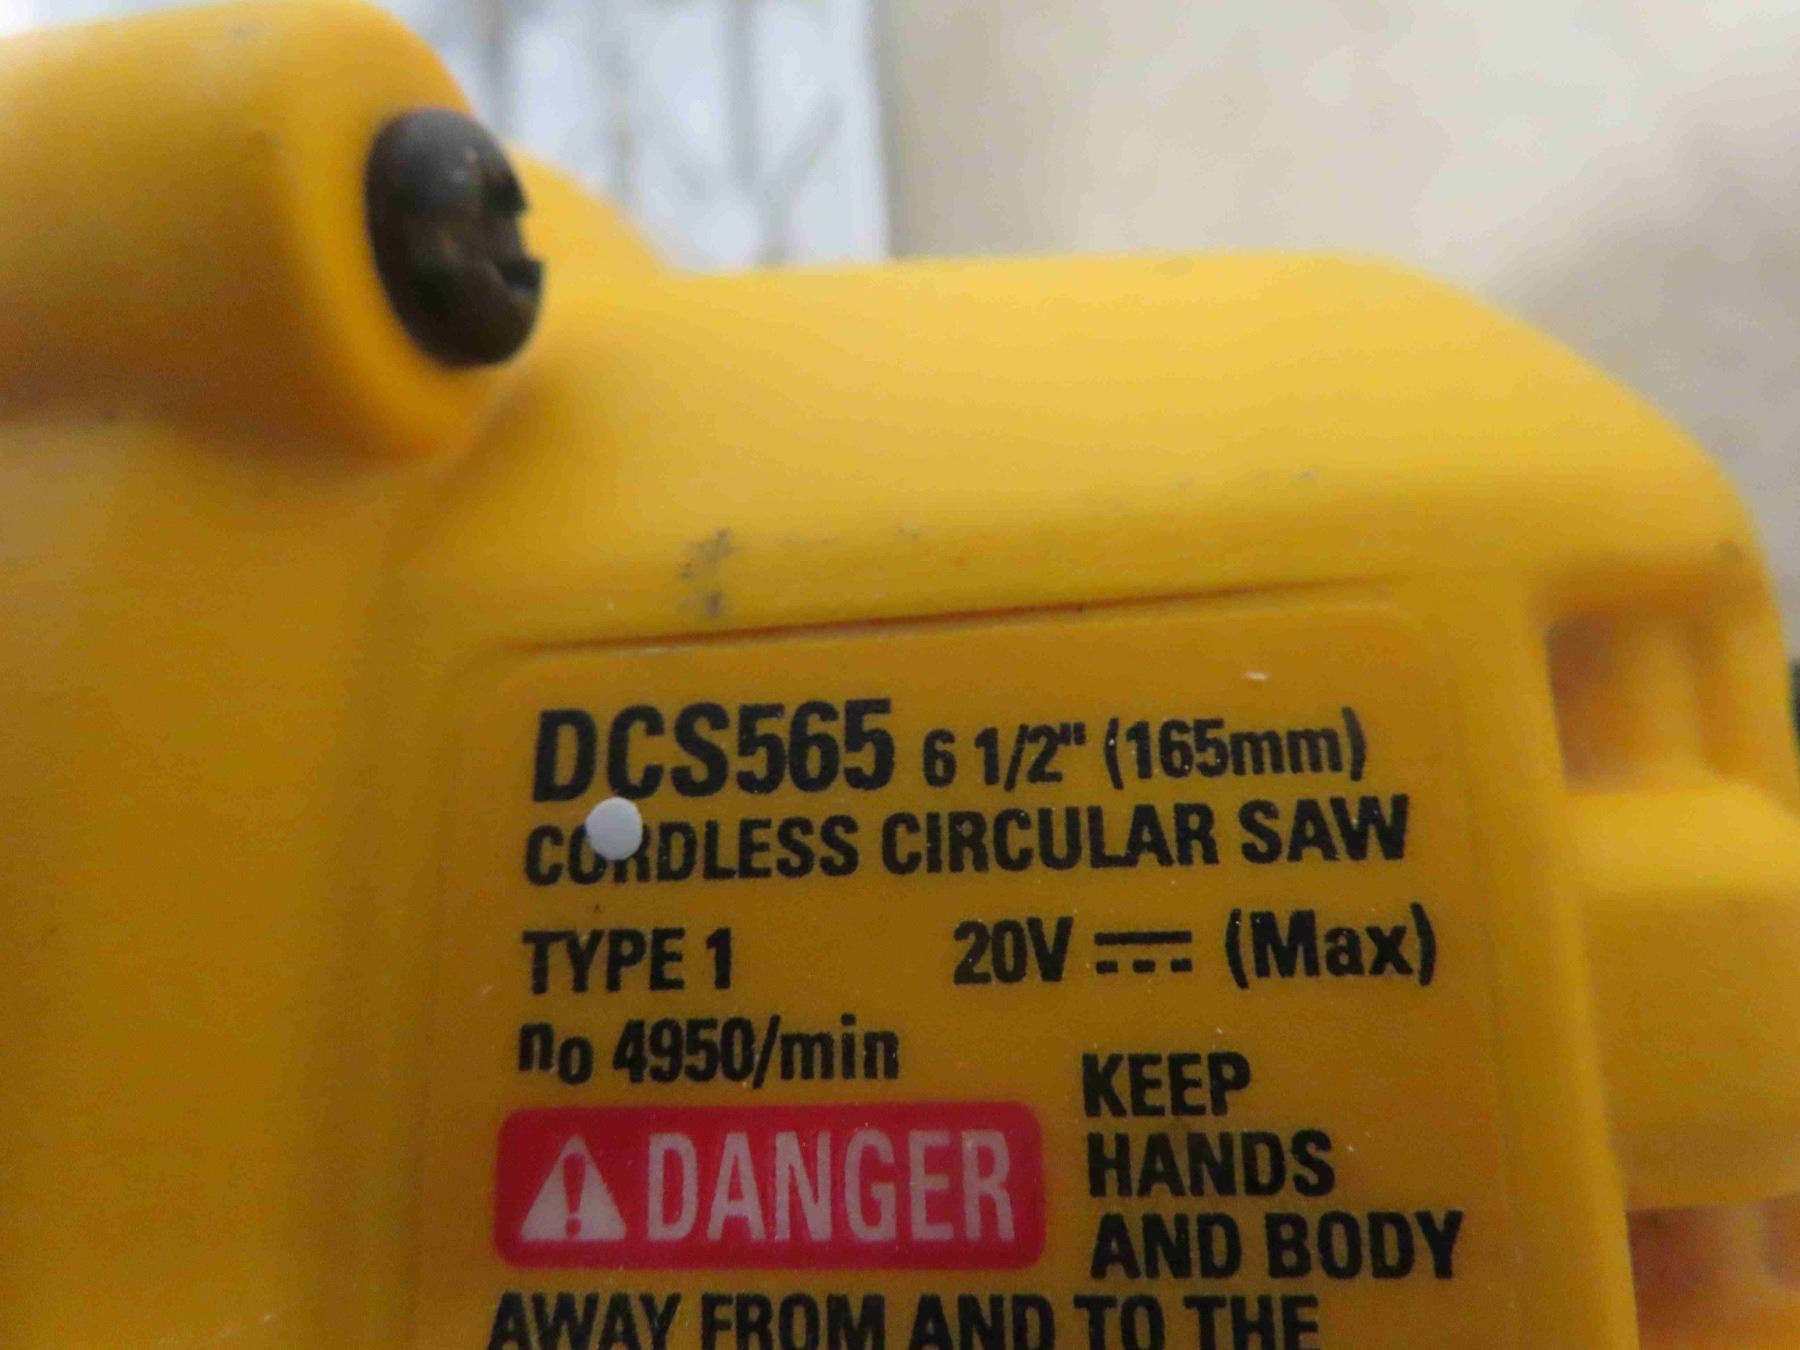 DCS565 6 1/2" (165mm)
CORDLESS CIRCULAR SAW
TYPE 1 20V ⎓ (Max)
no 4950/min
DANGER KEEP
HANDS
AND BODY
AWAY FROM AND TO THE